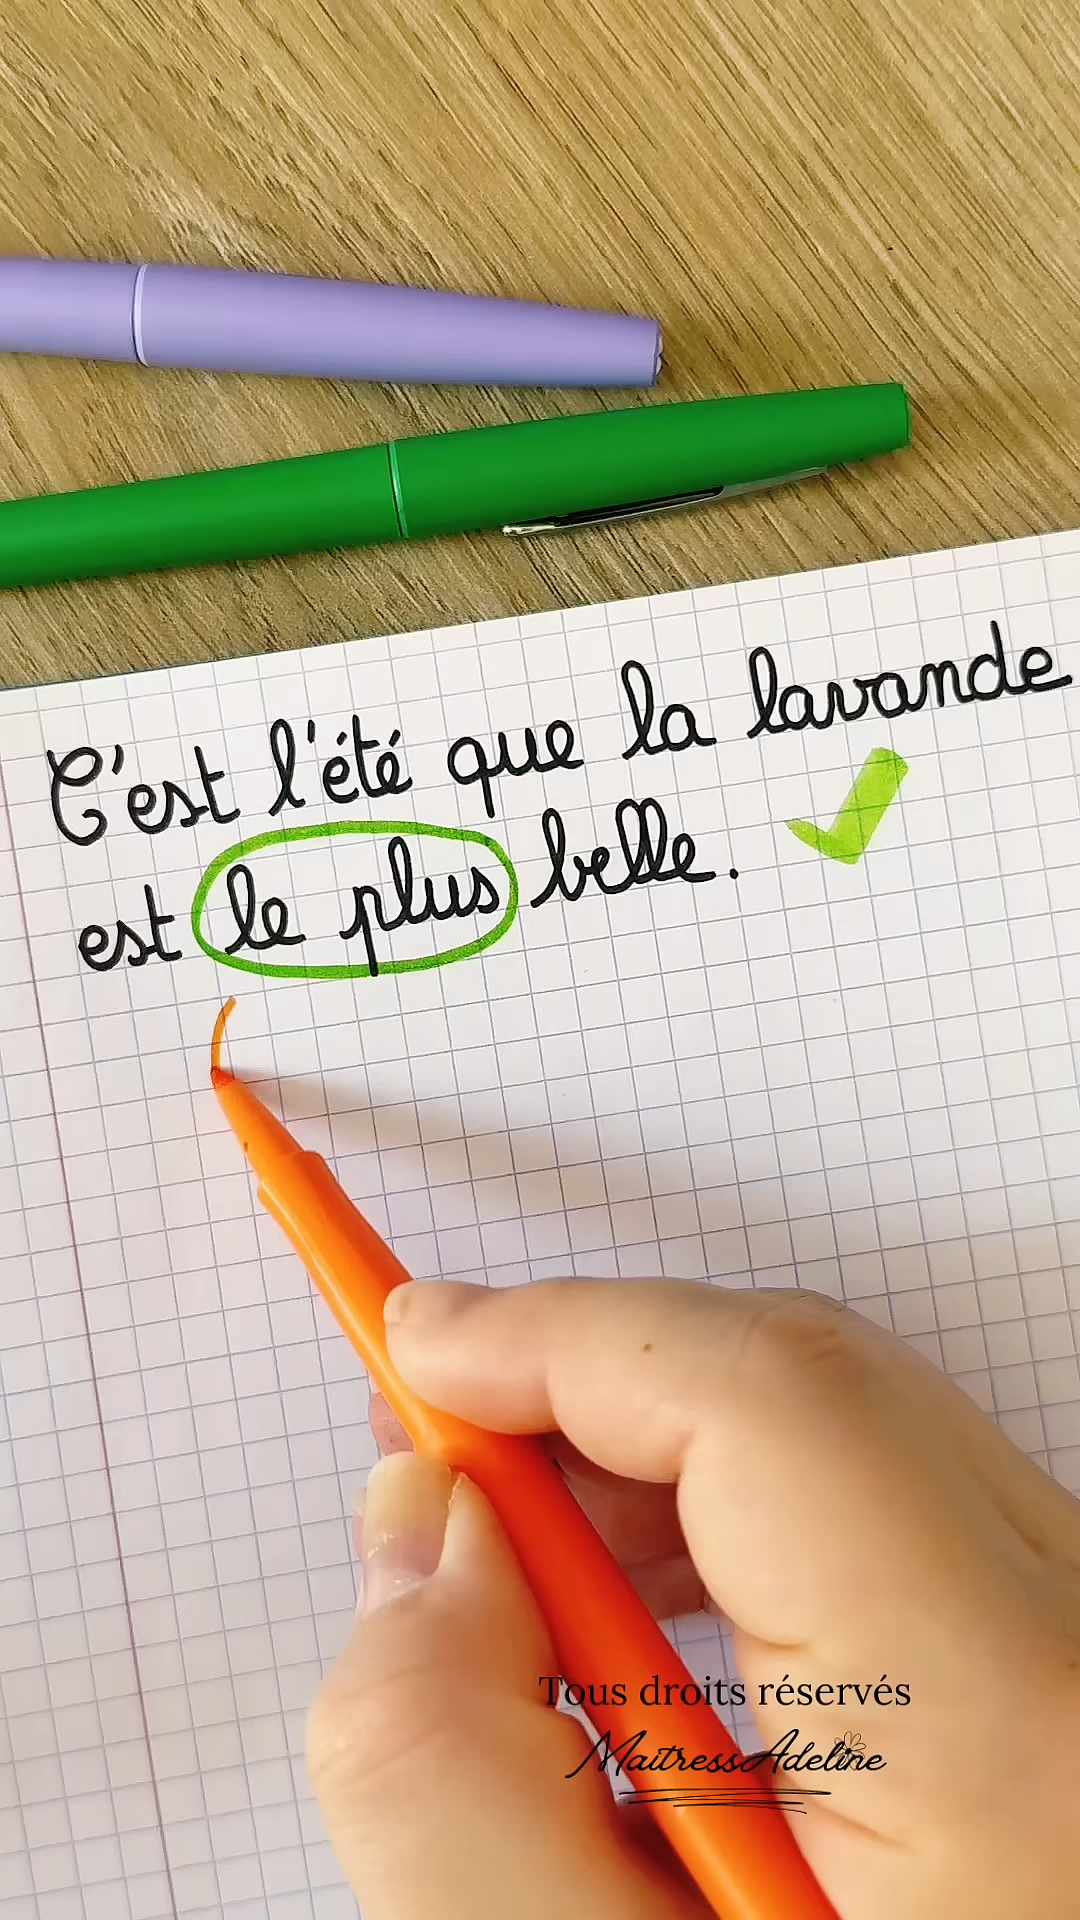 C'est l'été que la lavande
est le plus belle.
Tous droits réservés
MaitressAdeline